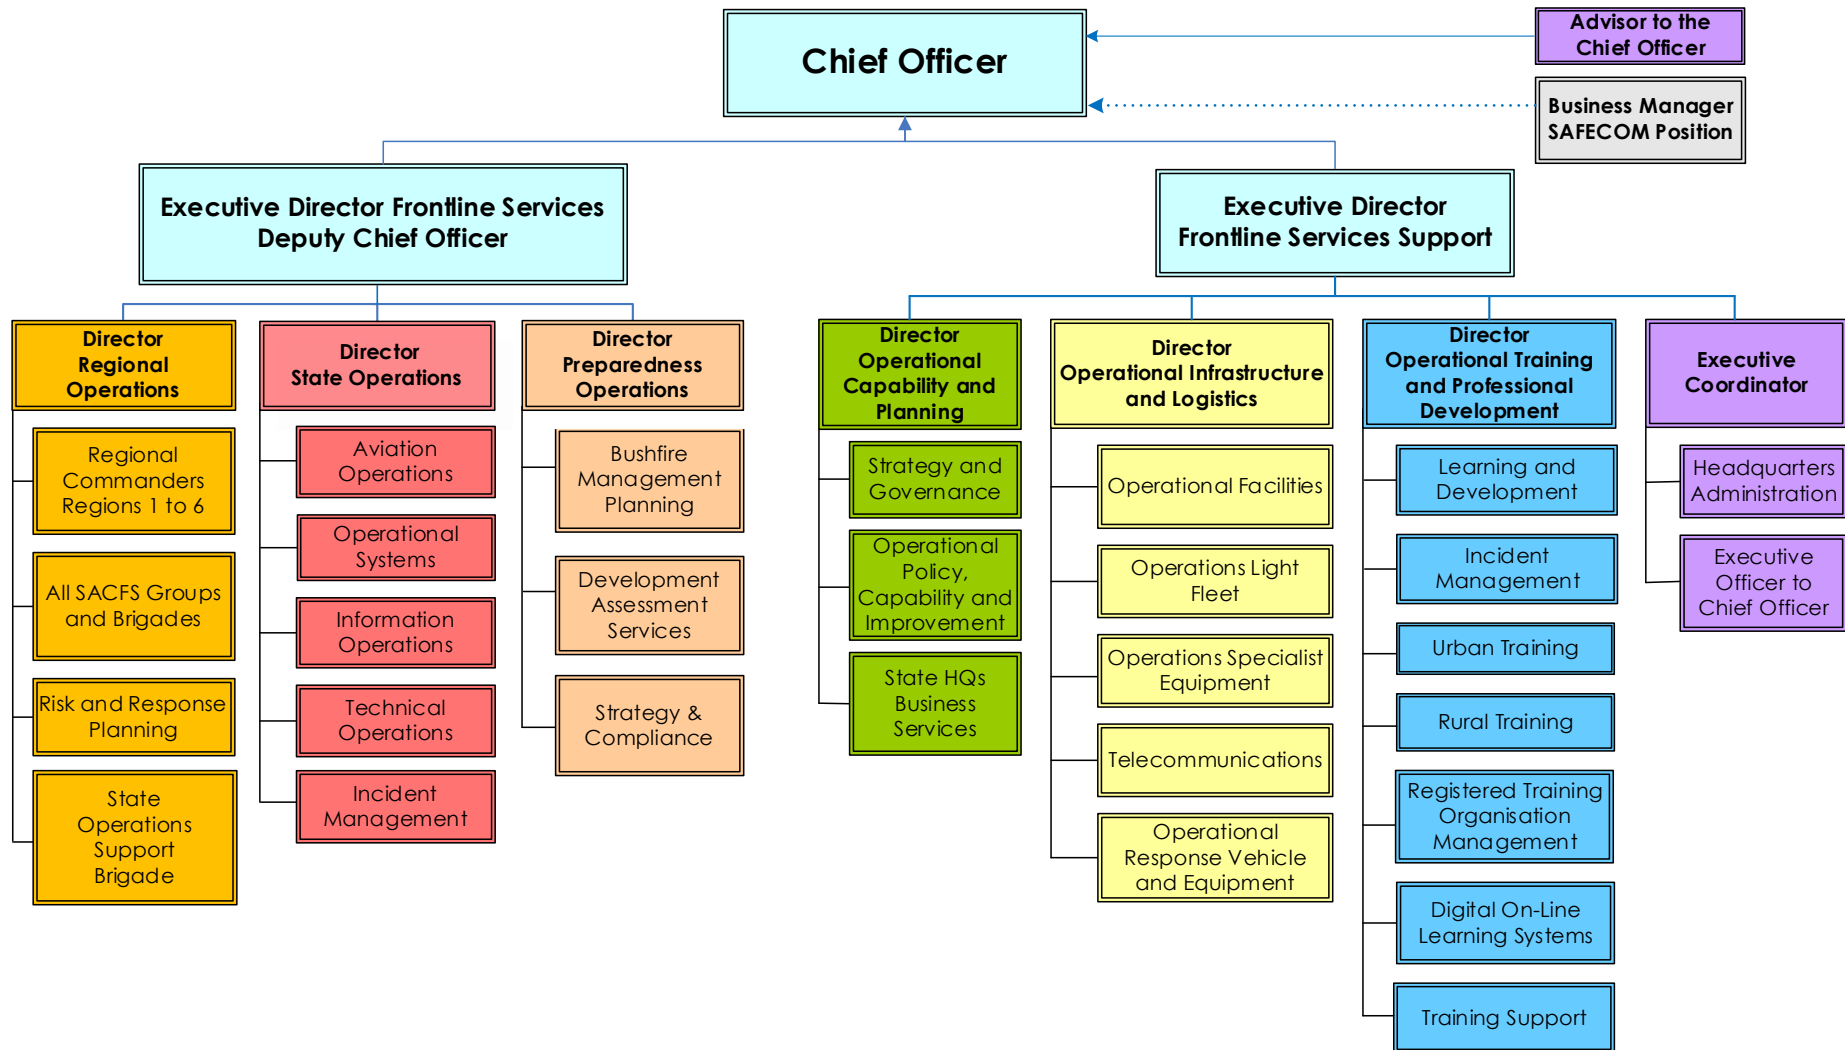 Chief Officer
Advisor to the
Chief Officer
Business Manager
SAFECOM Position
Executive Director Frontline Services
Deputy Chief Officer
Executive Director
Frontline Services Support
Director
Regional
Operations
Regional
Commanders
Regions 1 to 6
All SACFS Groups
and Brigades
Risk and Response
Planning
State
Operations
Support
Brigade
Director
State Operations
Aviation
Operations
Operational
Systems
Information
Operations
Technical
Operations
Incident
Management
Director
Preparedness
Operations
Bushfire
Management
Planning
Development
Assessment
Services
Strategy &
Compliance
Director
Operational
Capability and
Planning
Strategy and
Governance
Operational
Policy,
Capability and
Improvement
State HQs
Business
Services
Director
Operational Infrastructure
and Logistics
Operational Facilities
Operations Light
Fleet
Operations Specialist
Equipment
Telecommunications
Operational
Response Vehicle
and Equipment
Director
Operational Training
and Professional
Development
Learning and
Development
Incident
Management
Urban Training
Rural Training
Registered Training
Organisation
Management
Digital On-Line
Learning Systems
Training Support
Executive
Coordinator
Headquarters
Administration
Executive
Officer to
Chief Officer